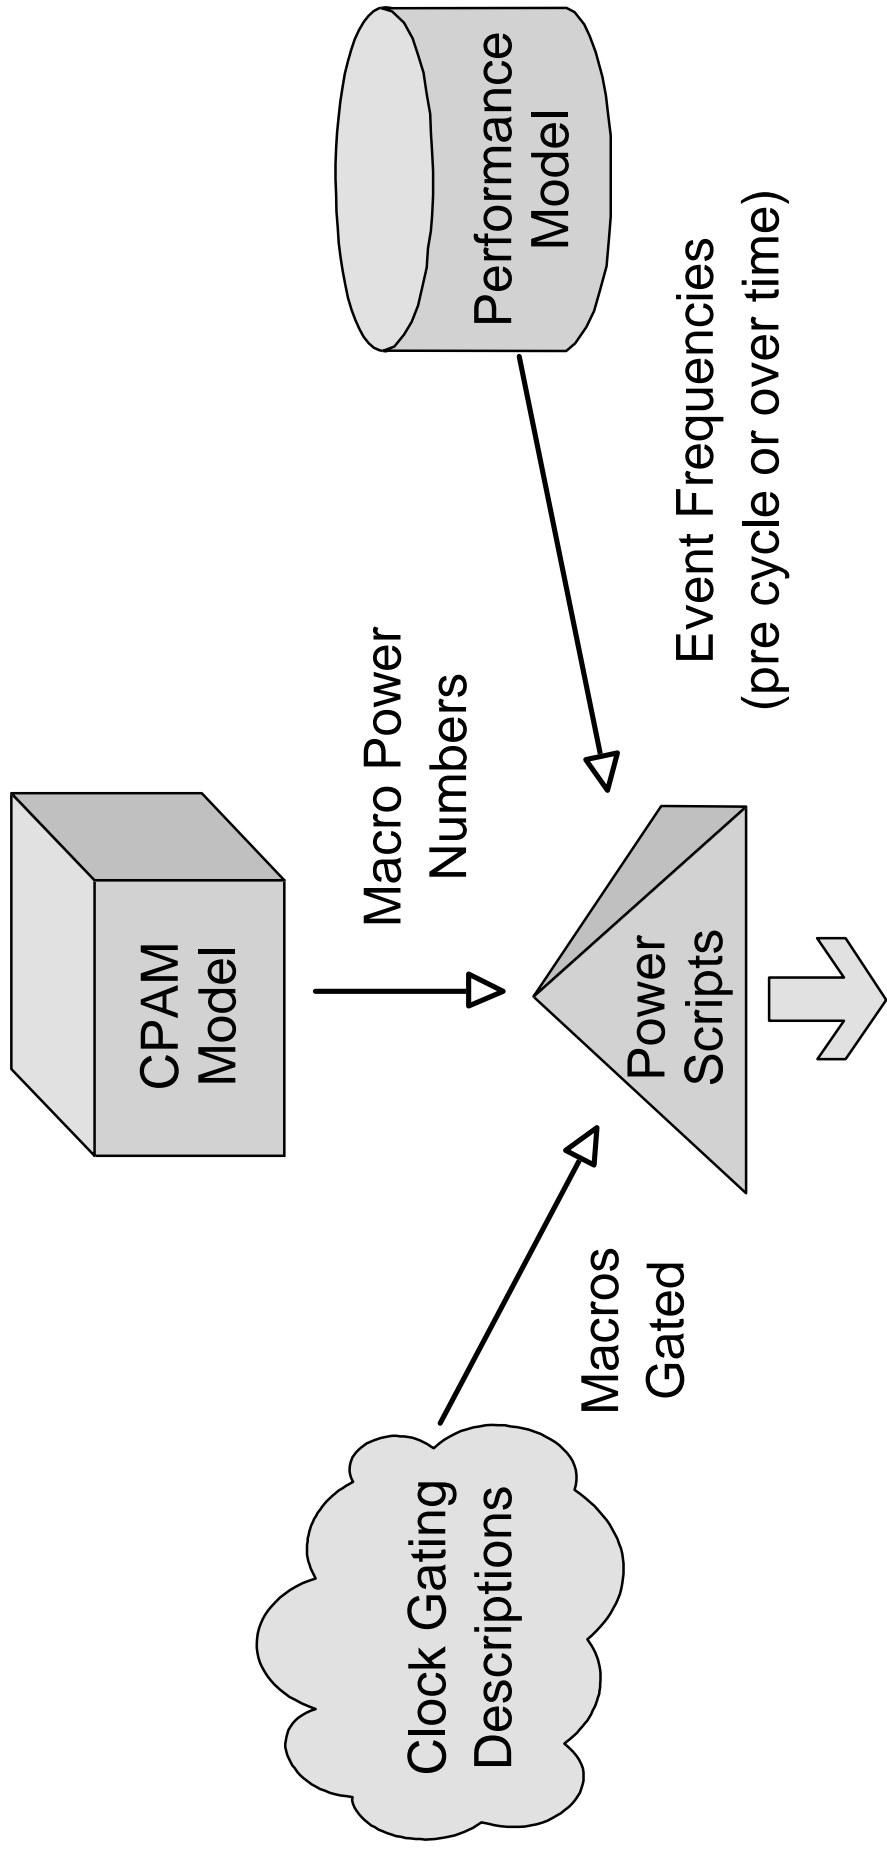 CPAM
Model
Macro Power
Numbers
Clock Gating
Descriptions
Macros
Gated
Power
Scripts
Performance
Model
Event Frequencies
(pre cycle or over time)